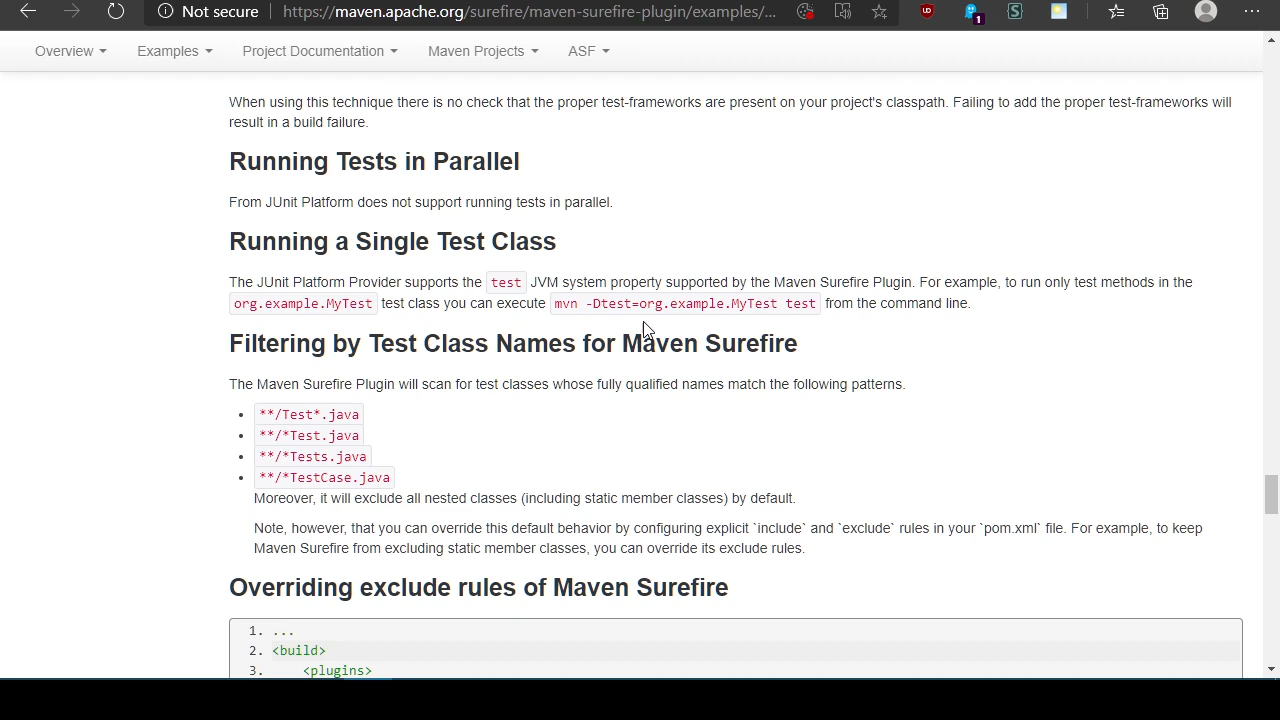 Not secure
https://maven.apache.org/surefire/maven-surefire-plugin/examples/...
1
Overview
Examples
Project Documentation
Maven Projects
ASF
When using this technique there is no check that the proper test-frameworks are present on your project's classpath. Failing to add the proper test-frameworks will
result in a build failure.
Running Tests in Parallel
From JUnit Platform does not support running tests in parallel.
Running a Single Test Class
The JUnit Platform Provider supports the test JVM system property supported by the Maven Surefire Plugin. For example, to run only test methods in the
org.example.MyTest test class you can execute mvn -Dtest=org.example.MyTest test from the command line.
Filtering by Test Class Names for Maven Surefire
The Maven Surefire Plugin will scan for test classes whose fully qualified names match the following patterns.
• **/Test*.java
• **/*Test.java
• **/*Tests.java
• **/*TestCase.java
Moreover, it will exclude all nested classes (including static member classes) by default.
Note, however, that you can override this default behavior by configuring explicit `include` and `exclude` rules in your `pom.xml` file. For example, to keep
Maven Surefire from excluding static member classes, you can override its exclude rules.
Overriding exclude rules of Maven Surefire
1. ...
2. <build>
3. <plugins>